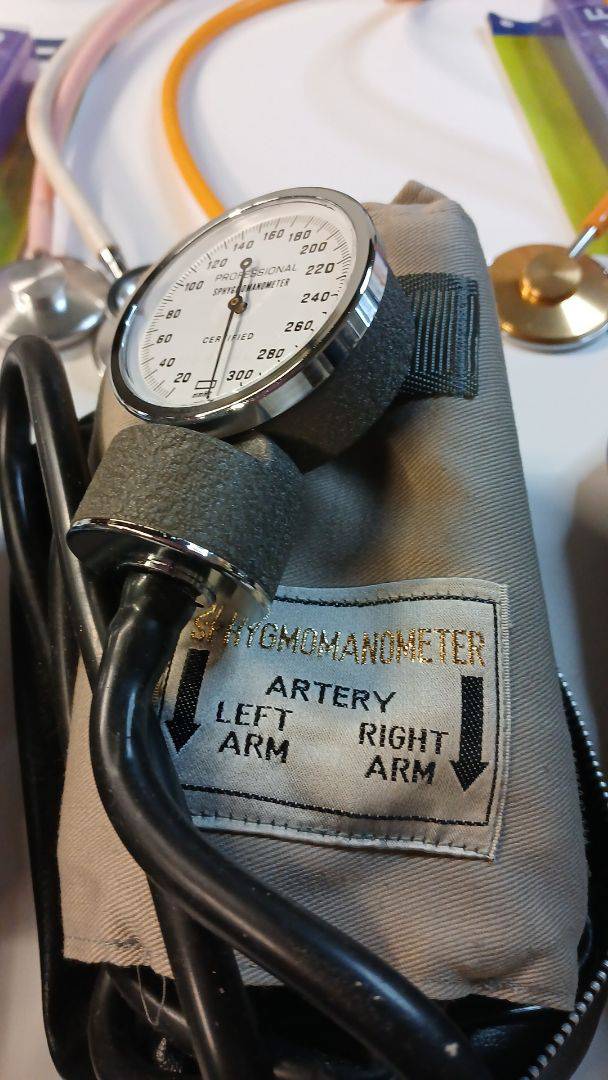 140
160
120
180
200
100
PROFESSIONAL
220
SPHYGMOMANOMETER
80
240
60
CERTIFIED
260
40
280
20
300
SPHYGMOMANOMETER
ARTERY
LEFT
ARM
RIGHT
ARM